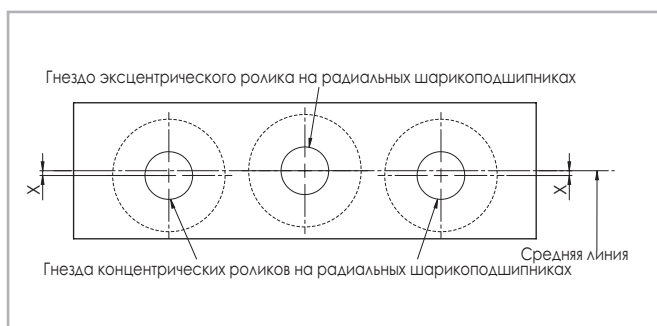 Гнездо эксцентрического ролика на радиальных шарикоподшипниках
X
X
Средняя линия
Гнезда концентрических роликов на радиальных шарикоподшипниках